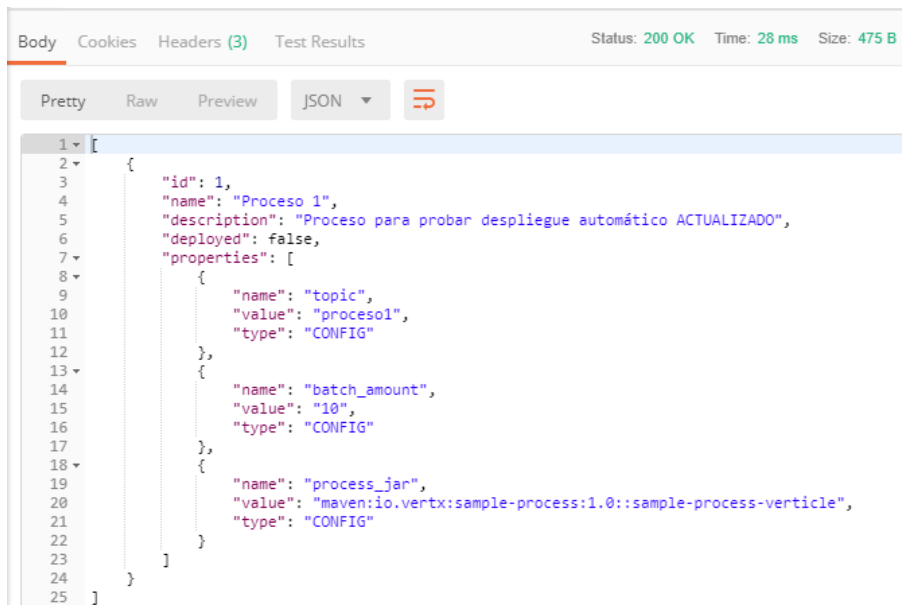 Body Cookies Headers (3) Test Results Status: 200 OK Time: 28 ms Size: 475 B
Pretty Raw Preview JSON
1 [
2 {
3 "id": 1,
4 "name": "Proceso 1",
5 "description": "Proceso para probar despliegue automático ACTUALIZADO",
6 "deployed": false,
7 "properties": [
8 {
9 "name": "topic",
10 "value": "proceso1",
11 "type": "CONFIG"
12 },
13 {
14 "name": "batch_amount",
15 "value": "10",
16 "type": "CONFIG"
17 },
18 {
19 "name": "process_jar",
20 "value": "maven:io.vertx:sample-process:1.0::sample-process-verticle",
21 "type": "CONFIG"
22 }
23 ]
24 }
25 ]